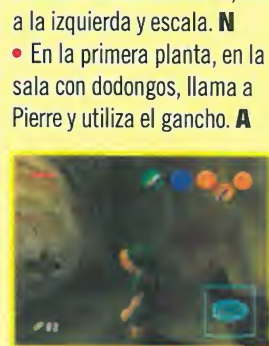 a la izquierda y escala. N
• En la primera planta, en la
sala con dodongos, llama a
Pierre y utiliza el gancho. A